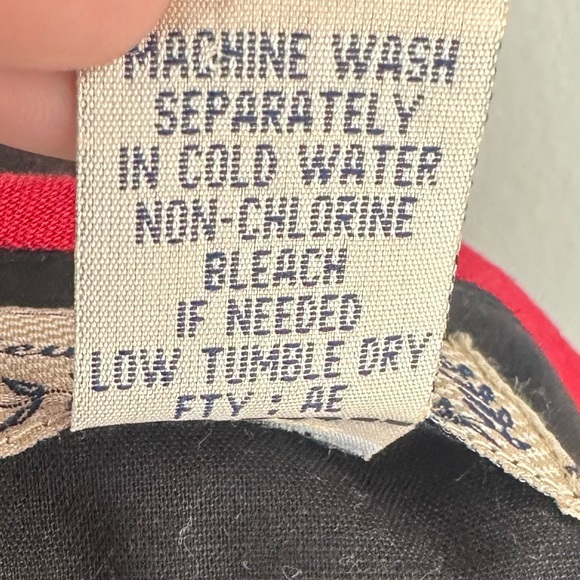 MACHINE WASH
SEPARATELY
IN COLD WATER
NON-CHLORINE
BLEACH
IF NEEDED
LOW TUMBLE DRY
FTY : AE